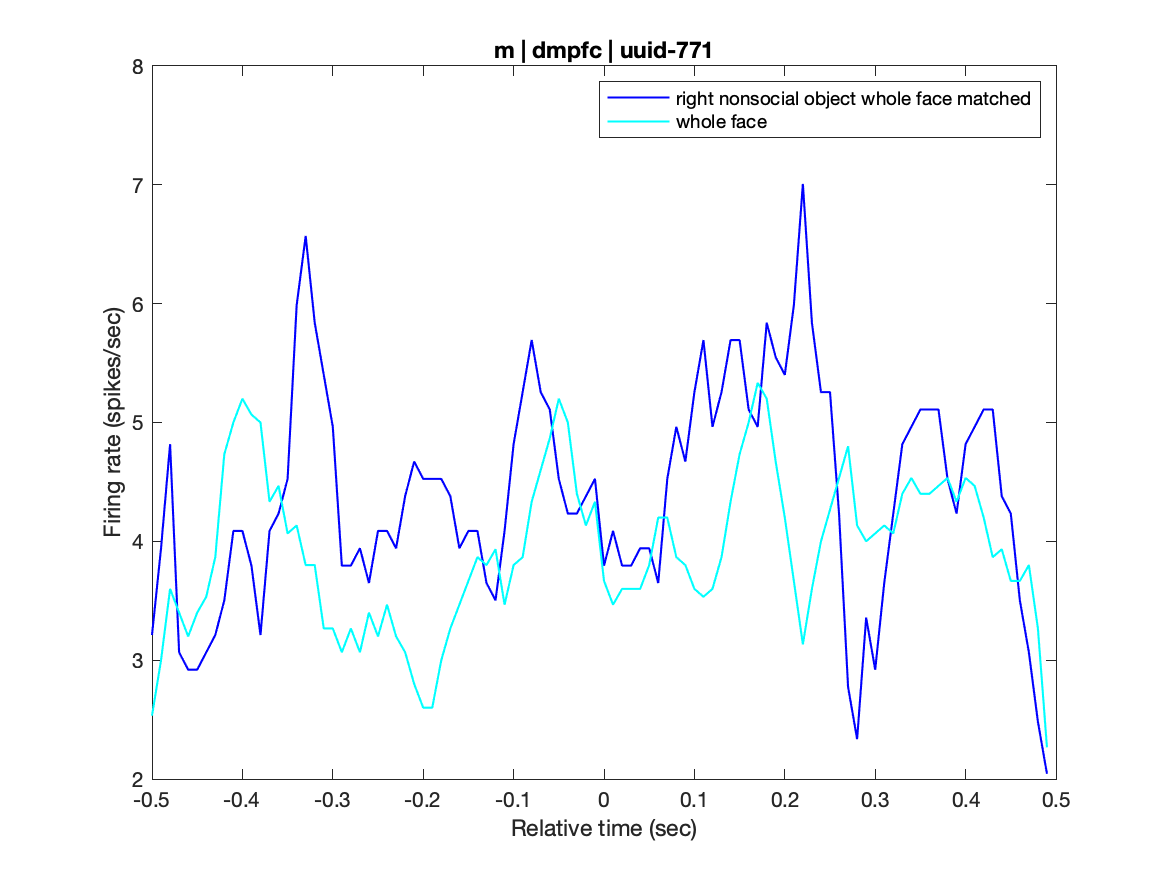 m | dmpfc | uuid-771
right nonsocial object whole face matched
whole face
8
7
6
5
4
3
2
Firing rate (spikes/sec)
-0.5 -0.4 -0.3 -0.2 -0.1 0 0.1 0.2 0.3 0.4 0.5
Relative time (sec)